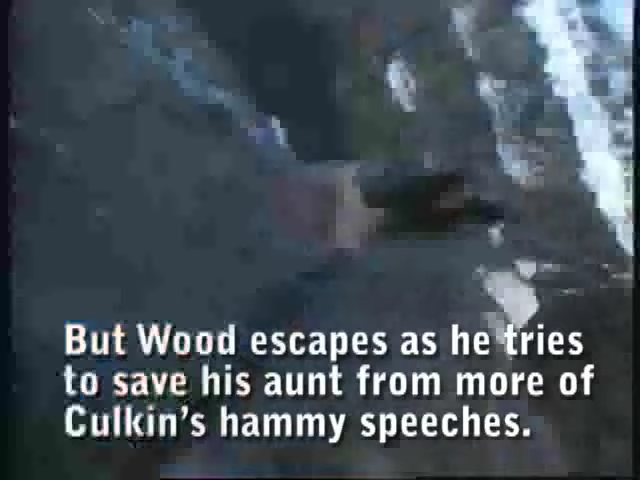 But Wood escapes as he tries
to save his aunt from more of
Culkin's hammy speeches.